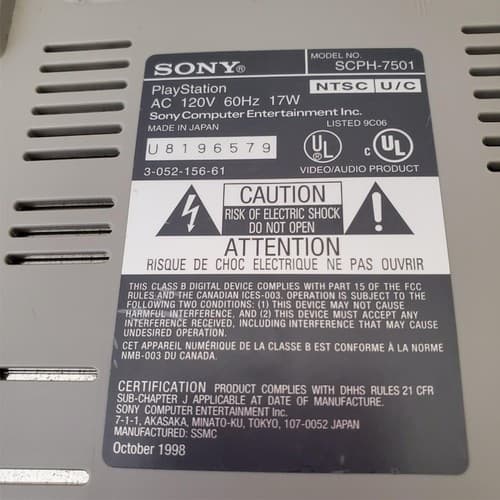 SONY®
MODEL NO.
SCPH-7501
PlayStation
NTSC U/C
AC 120V 60Hz 17W
Sony Computer Entertainment Inc.
MADE IN JAPAN
LISTED 9C06
U8196579
UL ®
C UL ®
3-052-156-61
VIDEO/AUDIO PRODUCT
CAUTION
RISK OF ELECTRIC SHOCK
DO NOT OPEN
ATTENTION
RISQUE DE CHOC ELECTRIQUE NE PAS OUVRIR
THIS CLASS B DIGITAL DEVICE COMPLIES WITH PART 15 OF THE FCC
RULES AND THE CANADIAN ICES-003. OPERATION IS SUBJECT TO THE
FOLLOWING TWO CONDITIONS: (1) THIS DEVICE MAY NOT CAUSE
HARMFUL INTERFERENCE, AND (2) THIS DEVICE MUST ACCEPT ANY
INTERFERENCE RECEIVED, INCLUDING INTERFERENCE THAT MAY CAUSE
UNDESIRED OPERATION.
CET APPAREIL NUMÉRIQUE DE LA CLASSE B EST CONFORME À LA NORME
NMB-003 DU CANADA.
CERTIFICATION PRODUCT COMPLIES WITH DHHS RULES 21 CFR
SUB-CHAPTER J APPLICABLE AT DATE OF MANUFACTURE.
SONY COMPUTER ENTERTAINMENT Inc.
7-1-1, AKASAKA, MINATO-KU, TOKYO, 107-0052 JAPAN
MANUFACTURED: SSMC
October 1998